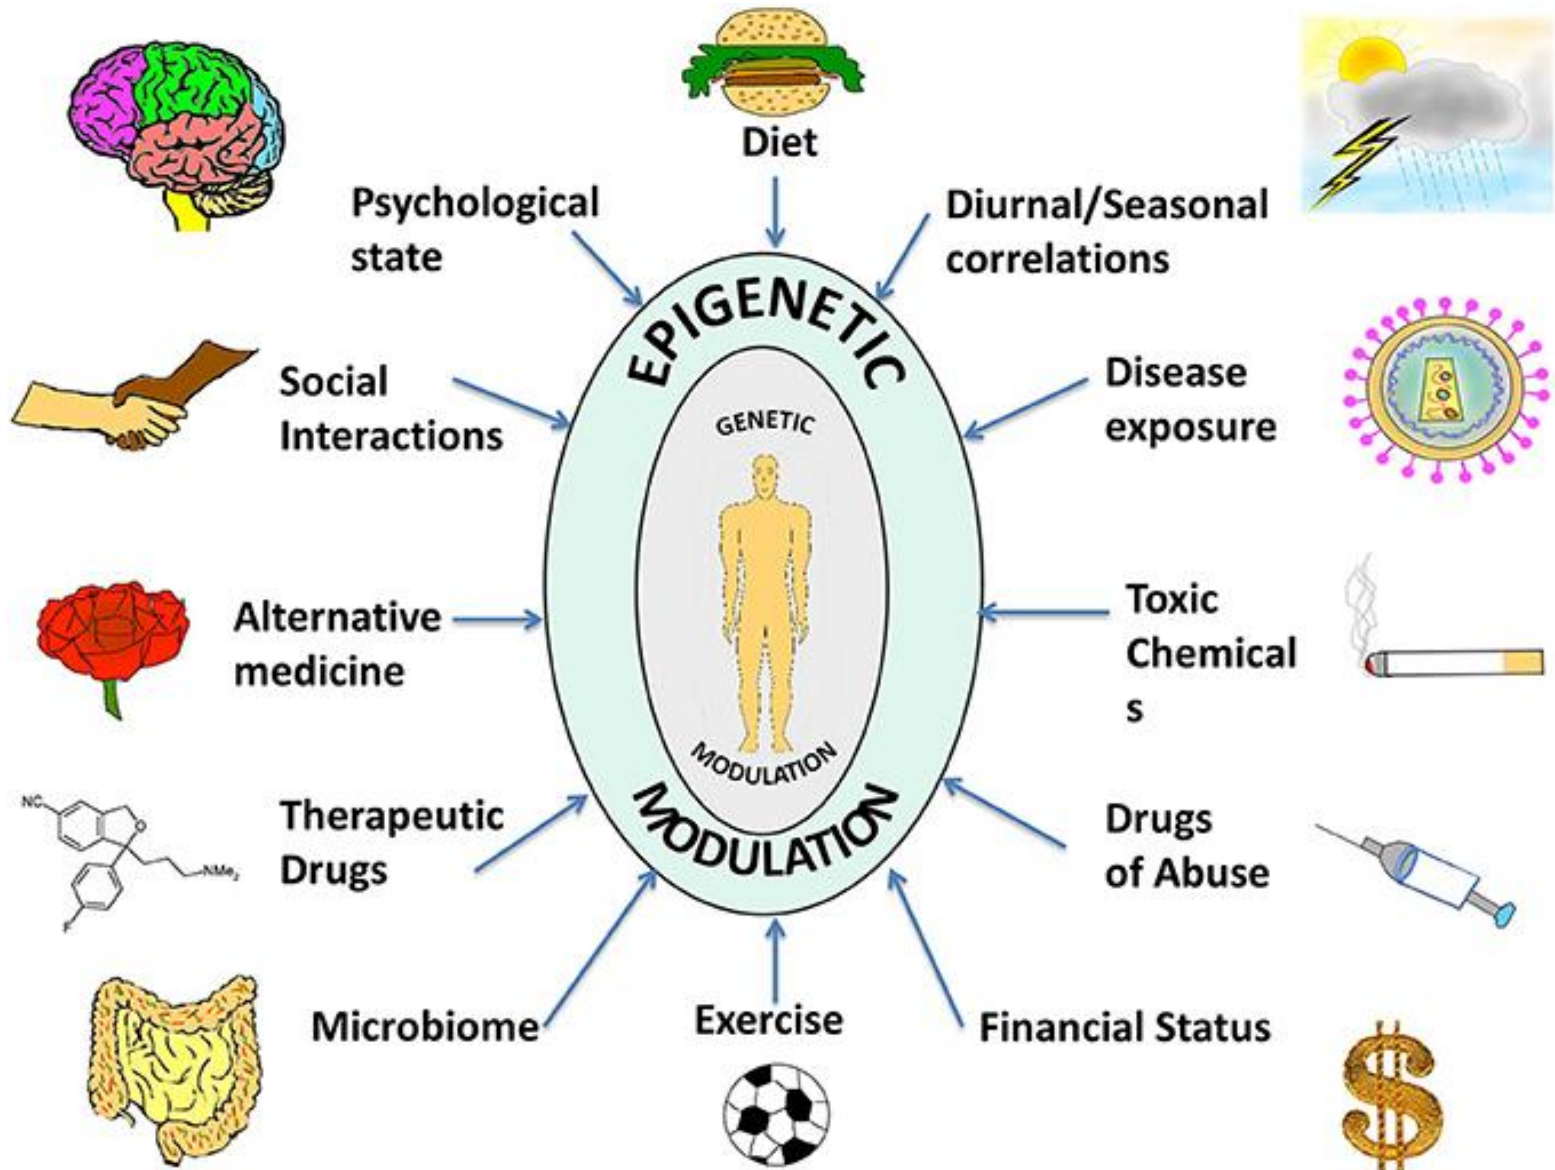 Diet
Psychological
state
Diurnal/Seasonal
correlations
EPIGENETIC
Social
Interactions
Disease
exposure
GENETIC
Alternative
medicine
Toxic
Chemical
s
MODULATION
MODULATION
Therapeutic
Drugs
Drugs
of Abuse
NC
O
NMe2
F
Microbiome
Exercise
Financial Status